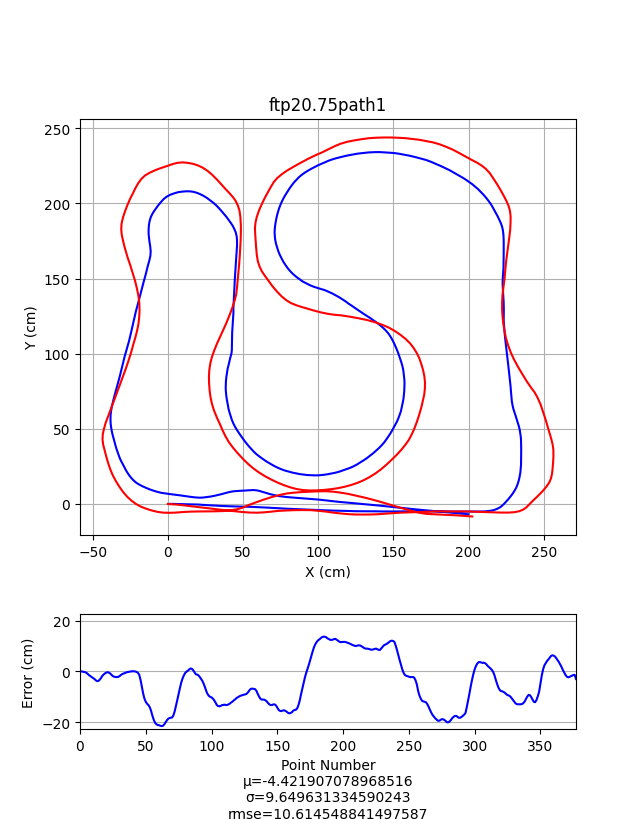 ftp20.75path1
250
200
150
100
50
0
Y (cm)
−50 0 50 100 150 200 250
X (cm)
20
0
−20
Error (cm)
0 50 100 150 200 250 300 350
Point Number
μ=-4.421907078968516
σ=9.649631334590243
rmse=10.614548841497587